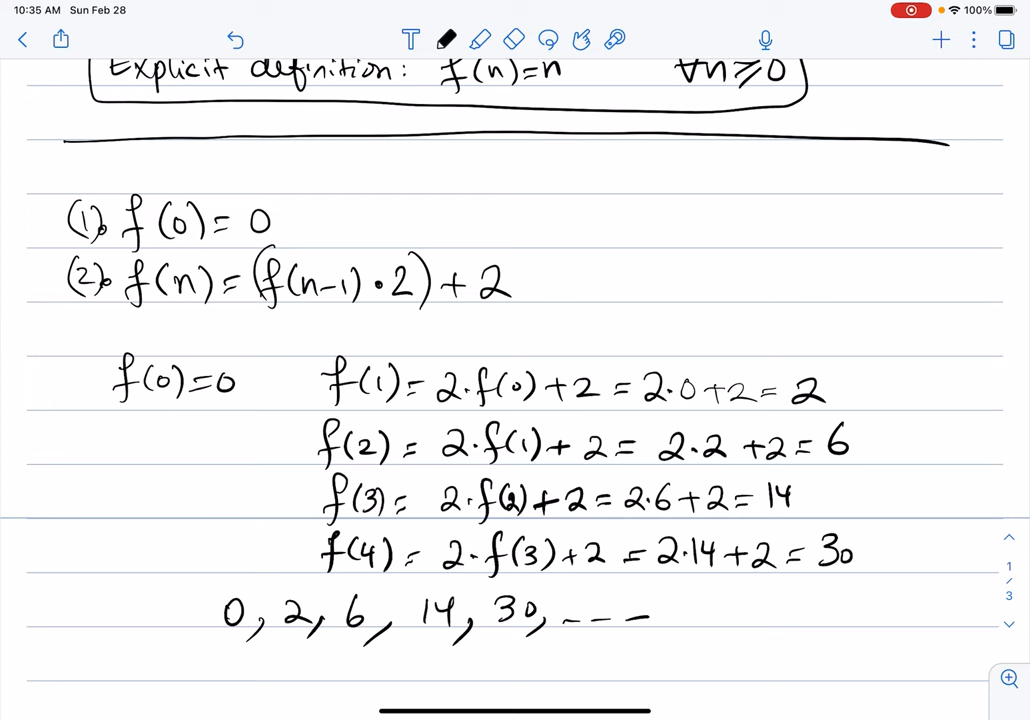 10:35 AM Sun Feb 28 100%
T
Explicit definition: f(n)=n ∀n≥0
(1). f(0)=0
(2). f(n)=(f(n-1)•2)+2
f(0)=0 f(1)=2·f(0)+2=2·0+2=2
f(2)=2·f(1)+2=2·2+2=6
f(3)=2·f(2)+2=2·6+2=14
f(4)=2·f(3)+2=2·14+2=30
0, 2, 6, 14, 30, ----
1
/
3